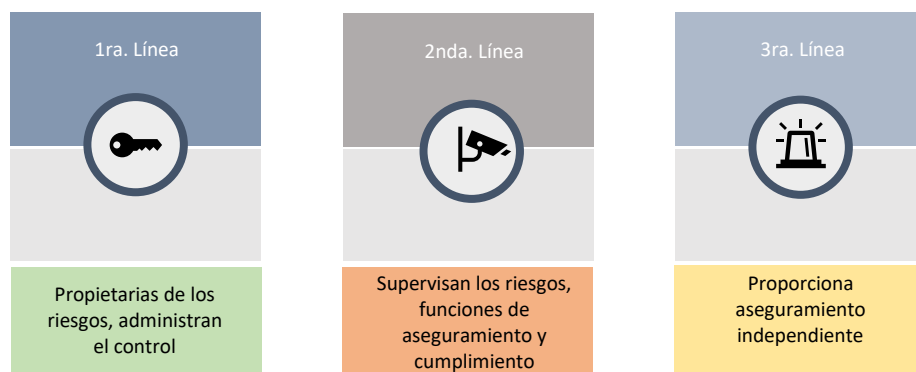 1ra. Línea
Propietarias de los
riesgos, administran
el control
2nda. Línea
Supervisan los riesgos,
funciones de
aseguramiento y
cumplimiento
3ra. Línea
Proporciona
aseguramiento
independiente